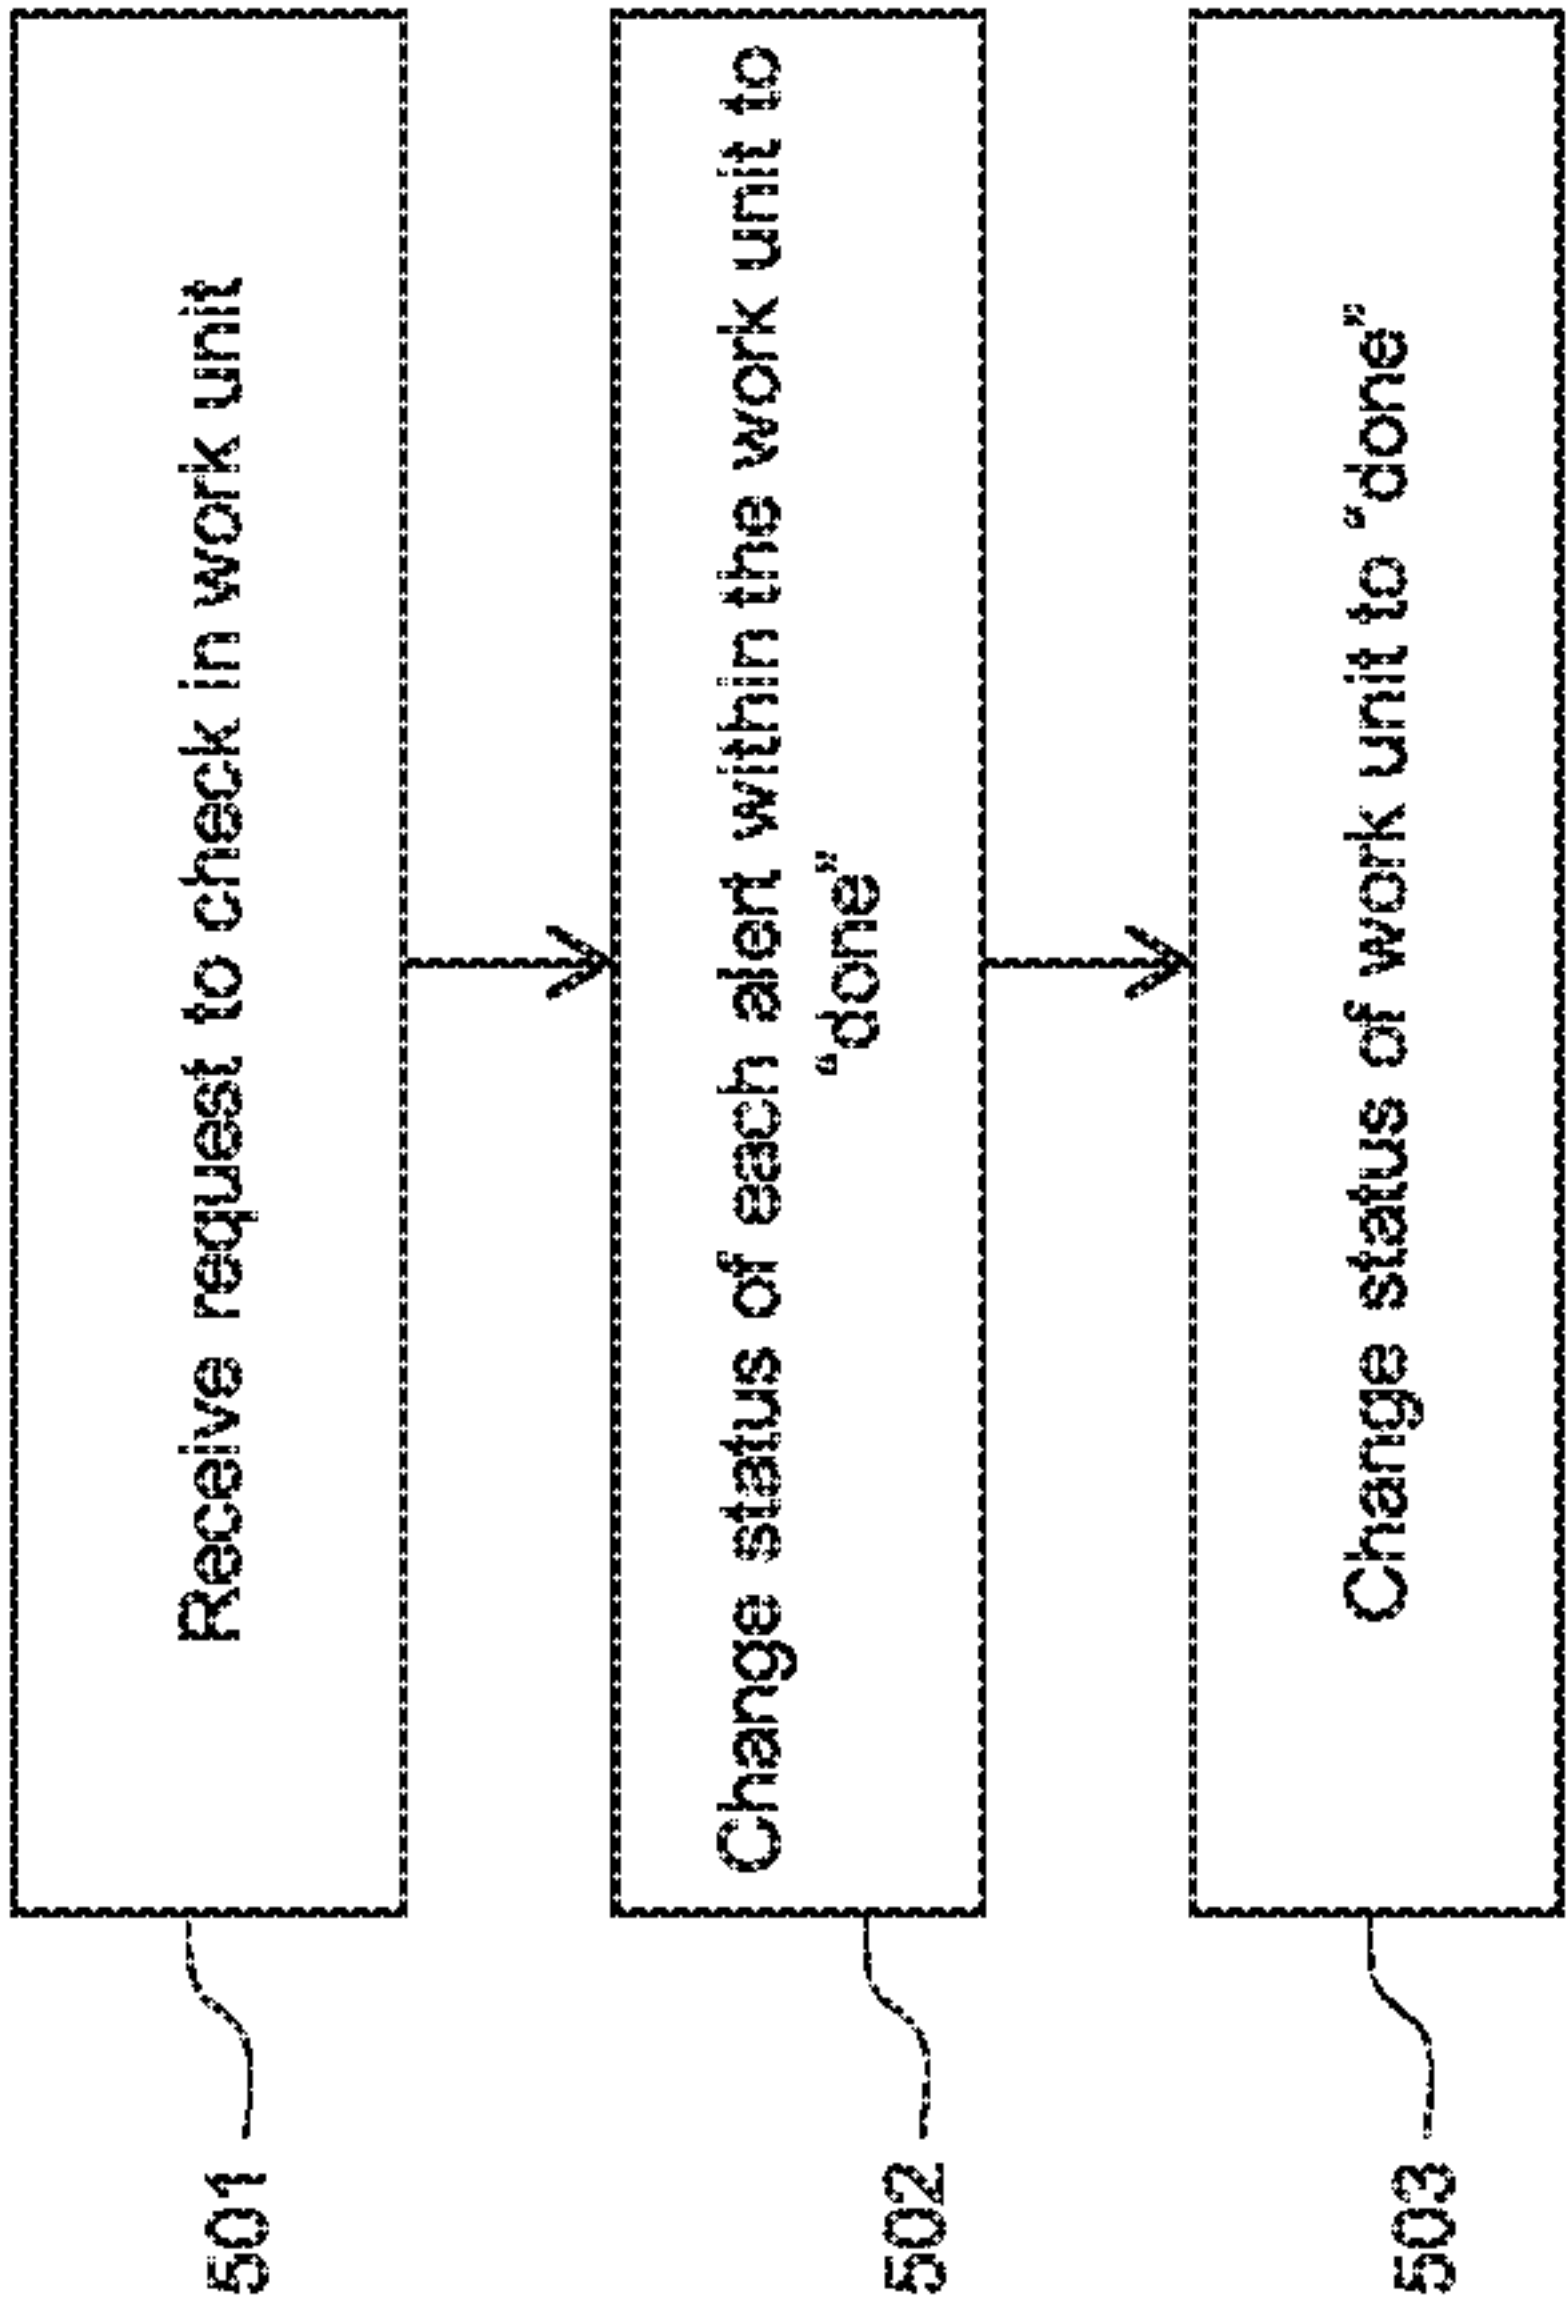 501
Receive request to check in work unit
502
Change status of each alert within the work unit to
“done”
503
Change status of work unit to “done”